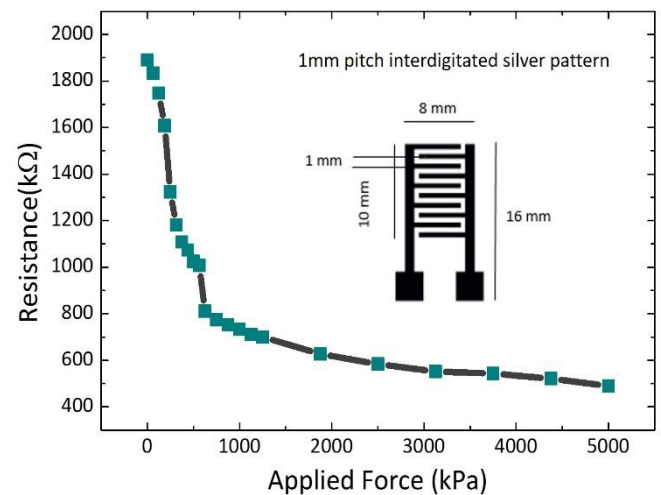 2000
1800
1600
1400
1200
1000
800
600
400
Resistance(kΩ)
1mm pitch interdigitated silver pattern
8 mm
1 mm
10 mm
16 mm
0 1000 2000 3000 4000 5000
Applied Force (kPa)